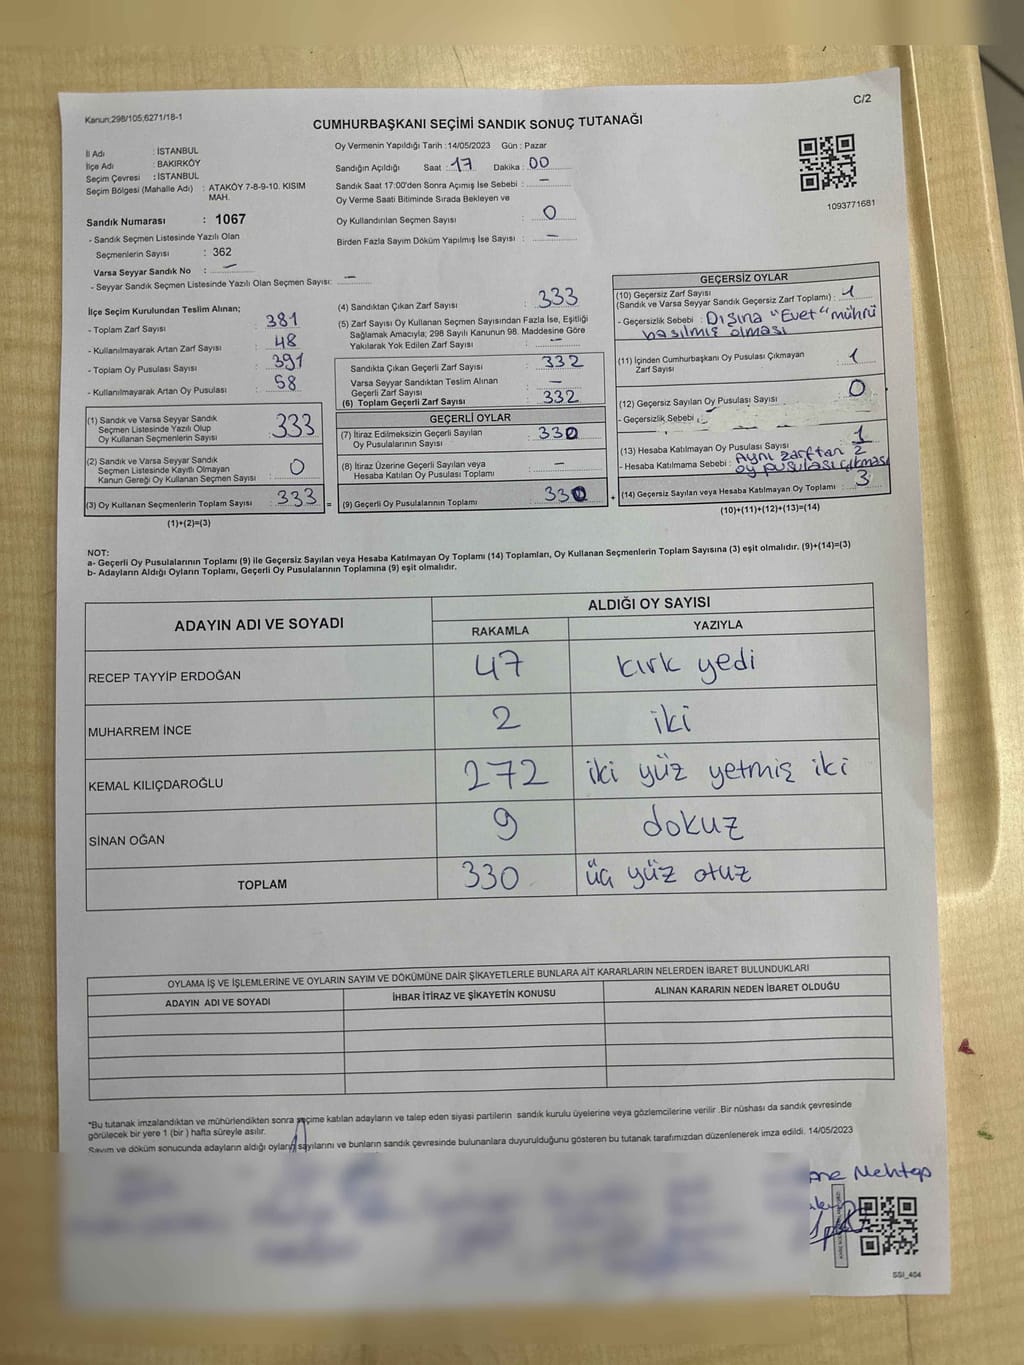 C/2
Kanun;298/105;6271/18-1
CUMHURBAŞKANI SEÇİMİ SANDIK SONUÇ TUTANAĞI
İl Adı : İSTANBUL
İlçe Adı : BAKIRKÖY
Seçim Çevresi : İSTANBUL
Seçim Bölgesi (Mahalle Adı) : ATAKÖY 7-8-9-10. KISIM MAH.
Sandık Numarası : 1067
- Sandık Seçmen Listesinde Yazılı Olan
Seçmenlerin Sayısı : 362
Varsa Seyyar Sandık No : —
- Seyyar Sandık Seçmen Listesinde Yazılı Olan Seçmen Sayısı: —
Oy Vermenin Yapıldığı Tarih :14/05/2023 Gün : Pazar
Sandığın Açıldığı Saat : 17 Dakika : 00
Sandık Saat 17:00'den Sonra Açımış İse Sebebi : —
Oy Verme Saati Bitiminde Sırada Bekleyen ve
Oy Kullandırılan Seçmen Sayısı : 0
Birden Fazla Sayım Döküm Yapılmış İse Sayısı : —
1093771681
İlçe Seçim Kurulundan Teslim Alınan;
- Toplam Zarf Sayısı : 381
- Kullanılmayarak Artan Zarf Sayısı : 48
- Toplam Oy Pusulası Sayısı : 391
- Kullanılmayarak Artan Oy Pusulası : 58
(1) Sandık ve Varsa Seyyar Sandık
Seçmen Listesinde Yazılı Olup
Oy Kullanan Seçmenlerin Sayısı : 333
(2) Sandık ve Varsa Seyyar Sandık
Seçmen Listesinde Kayıtlı Olmayan
Kanun Gereği Oy Kullanan Seçmen Sayısı : 0
(3) Oy Kullanan Seçmenlerin Toplam Sayısı : 333 =
(1)+(2)=(3)
(4) Sandıktan Çıkan Zarf Sayısı : 333
(5) Zarf Sayısı Oy Kullanan Seçmen Sayısından Fazla İse, Eşitliği
Sağlamak Amacıyla; 298 Sayılı Kanunun 98. Maddesine Göre
Yakılarak Yok Edilen Zarf Sayısı : —
Sandıkta Çıkan Geçerli Zarf Sayısı : 332
Varsa Seyyar Sandıktan Teslim Alınan
Geçerli Zarf Sayısı : —
(6) Toplam Geçerli Zarf Sayısı : 332
GEÇERLİ OYLAR
(7) İtiraz Edilmeksizin Geçerli Sayılan
Oy Pusulalarının Sayısı : 330
(8) İtiraz Üzerine Geçerli Sayılan veya
Hesaba Katılan Oy Pusulası Toplamı : —
(9) Geçerli Oy Pusulalarının Toplamı : 330 +
GEÇERSİZ OYLAR
(10) Geçersiz Zarf Sayısı
(Sandık ve Varsa Seyyar Sandık Geçersiz Zarf Toplamı) : 1
- Geçersizlik Sebebi : Dışına "Evet" mührü
basılmış olması
(11) İçinden Cumhurbaşkanı Oy Pusulası Çıkmayan
Zarf Sayısı : 1
(12) Geçersiz Sayılan Oy Pusulası Sayısı : 0
- Geçersizlik Sebebi :
(13) Hesaba Katılmayan Oy Pusulası Sayısı : 1
- Hesaba Katılmama Sebebi : Aynı zarftan 2
oy pusulası çıkması
(14) Geçersiz Sayılan veya Hesaba Katılmayan Oy Toplamı : 3
(10)+(11)+(12)+(13)=(14)
NOT:
a- Geçerli Oy Pusulalarının Toplamı (9) ile Geçersiz Sayılan veya Hesaba Katılmayan Oy Toplamı (14) Toplamları, Oy Kullanan Seçmenlerin Toplam Sayısına (3) eşit olmalıdır. (9)+(14)=(3)
b- Adayların Aldığı Oyların Toplamı, Geçerli Oy Pusulalarının Toplamına (9) eşit olmalıdır.
ADAYIN ADI VE SOYADI ALDIĞI OY SAYISI
RAKAMLA YAZIYLA
RECEP TAYYİP ERDOĞAN 47 kırk yedi
MUHARREM İNCE 2 iki
KEMAL KILIÇDAROĞLU 272 iki yüz yetmiş iki
SİNAN OĞAN 9 dokuz
TOPLAM 330 üç yüz otuz
OYLAMA İŞ VE İŞLEMLERİNE VE OYLARIN SAYIM VE DÖKÜMÜNE DAİR ŞİKAYETLERLE BUNLARA AİT KARARLARIN NELERDEN İBARET BULUNDUKLARI
ADAYIN ADI VE SOYADI İHBAR İTİRAZ VE ŞİKAYETİN KONUSU ALINAN KARARIN NEDEN İBARET OLDUĞU
*Bu tutanak imzalandıktan ve mühürlendikten sonra seçime katılan adayların ve talep eden siyasi partilerin sandık kurulu üyelerine veya gözlemcilerine verilir .Bir nüshası da sandık çevresinde
görülecek bir yere 1 (bir ) hafta süreyle asılır.
Sayım ve döküm sonucunda adayların aldığı oyların sayılarını ve bunların sandık çevresinde bulunanlara duyurulduğunu gösteren bu tutanak tarafımızdan düzenlenerek imza edildi. 14/05/2023
Mehtap
SSI_404